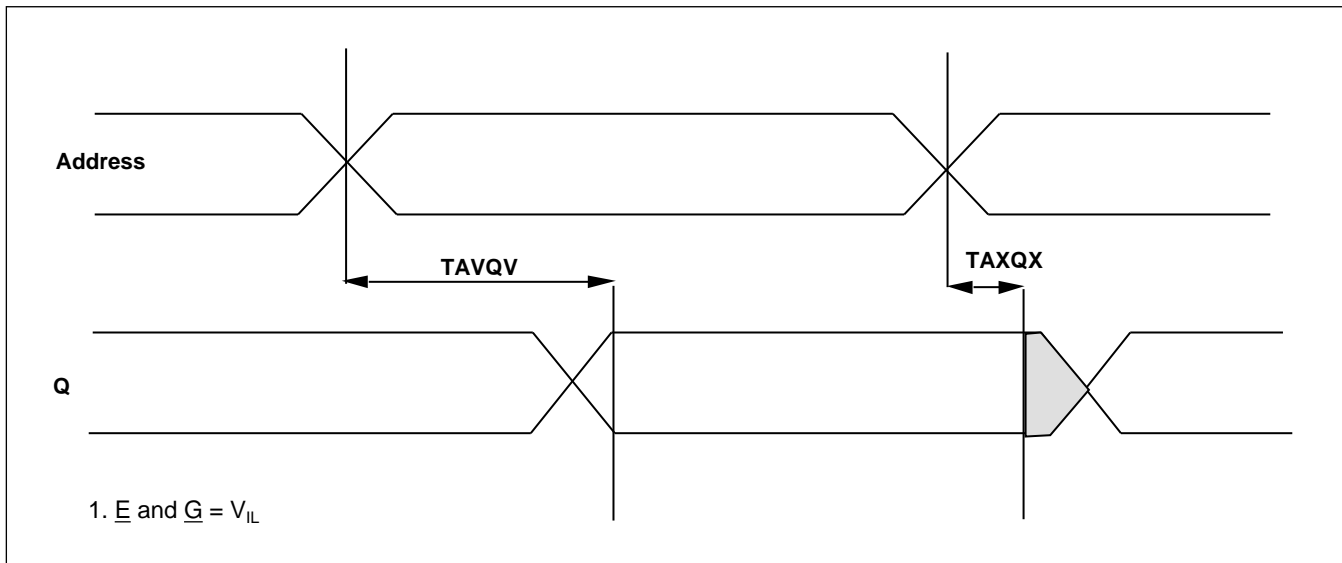 Address
TAVQV
TAXQX
Q
1. E and G = VIL